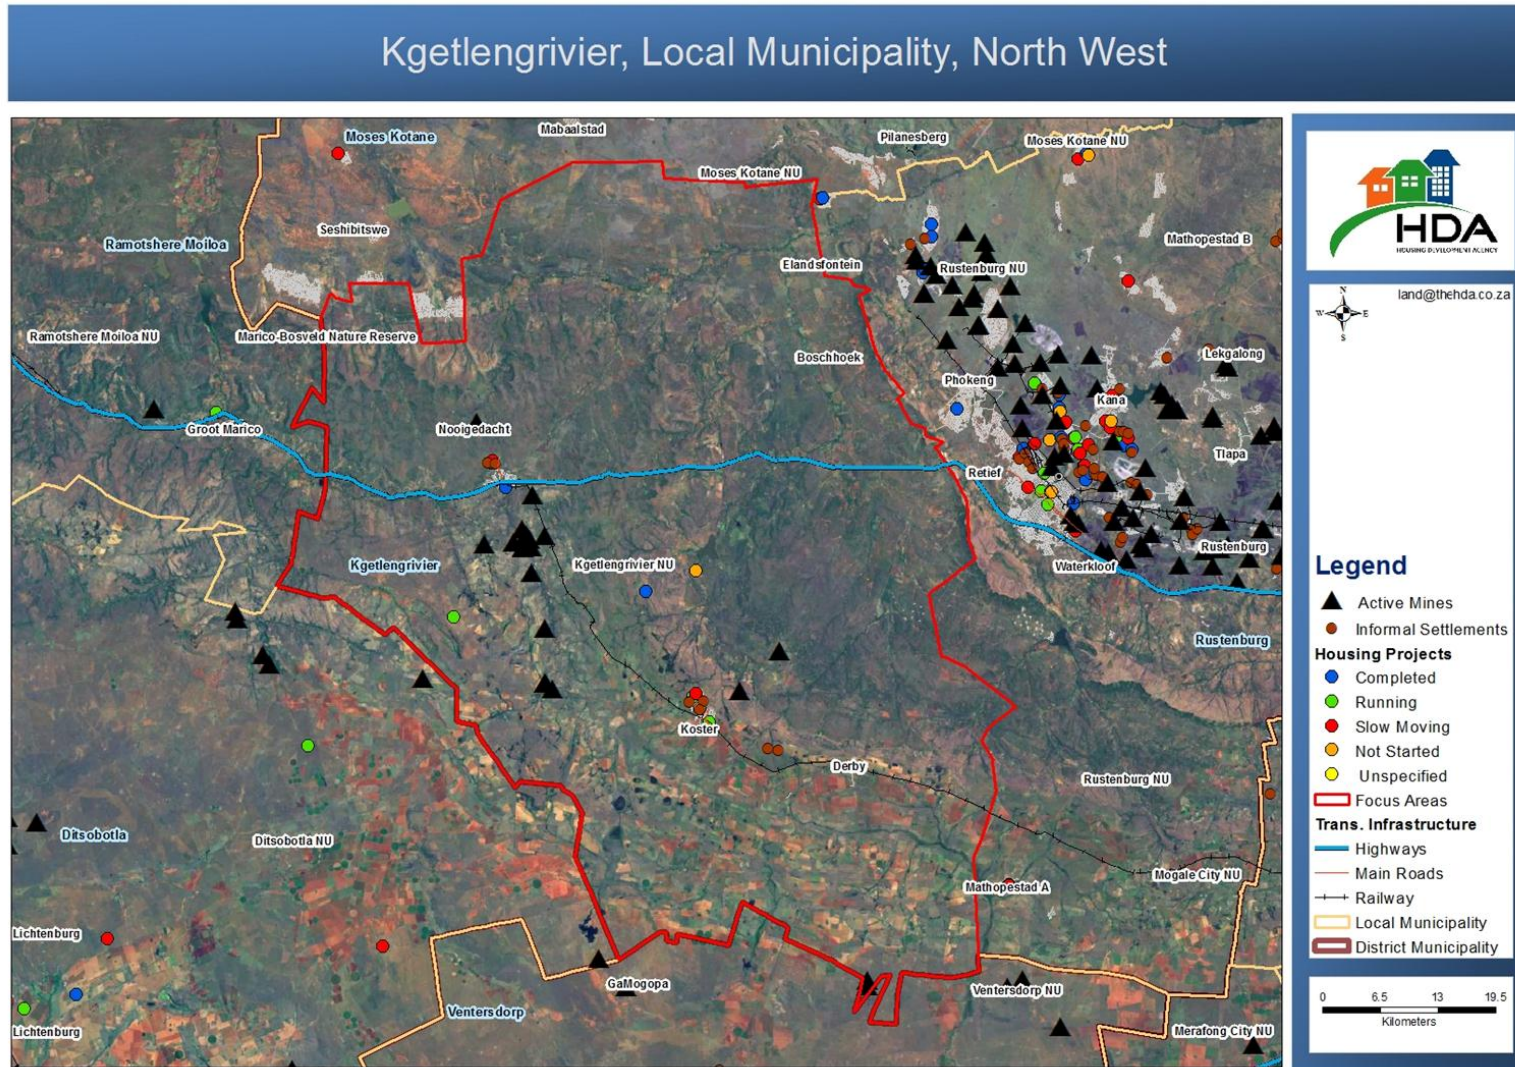 Kgetlengrivier, Local Municipality, North West
Moses Kotane
Mabaalstad
Pilanesberg
Moses Kotane NU
Moses Kotane NU
Seshibitswe
Ramotshere Moiloa
Mathopestad B
Elandsfontein
Rustenburg NU
Ramotshere Moiloa NU
Marico-Bosveld Nature Reserve
Boschhoek
Lekgalong
Phokeng
Kana
Groot Marico
Nooigedacht
Tlapa
Retief
Rustenburg
Kgetlengrivier
Kgetlengrivier NU
Waterkloof
Rustenburg
Koster
Derby
Rustenburg NU
Ditsobotla
Ditsobotla NU
Mogale City NU
Mathopestad A
Lichtenburg
GaMogopa
Ventersdorp NU
Ventersdorp
Lichtenburg
Merafong City NU
HDA
HOUSING DEVELOPMENT AGENCY
land@thehda.co.za
N
W
E
S
Legend
Active Mines
Informal Settlements
Housing Projects
Completed
Running
Slow Moving
Not Started
Unspecified
Focus Areas
Trans. Infrastructure
Highways
Main Roads
Railway
Local Municipality
District Municipality
0 6.5 13 19.5
Kilometers